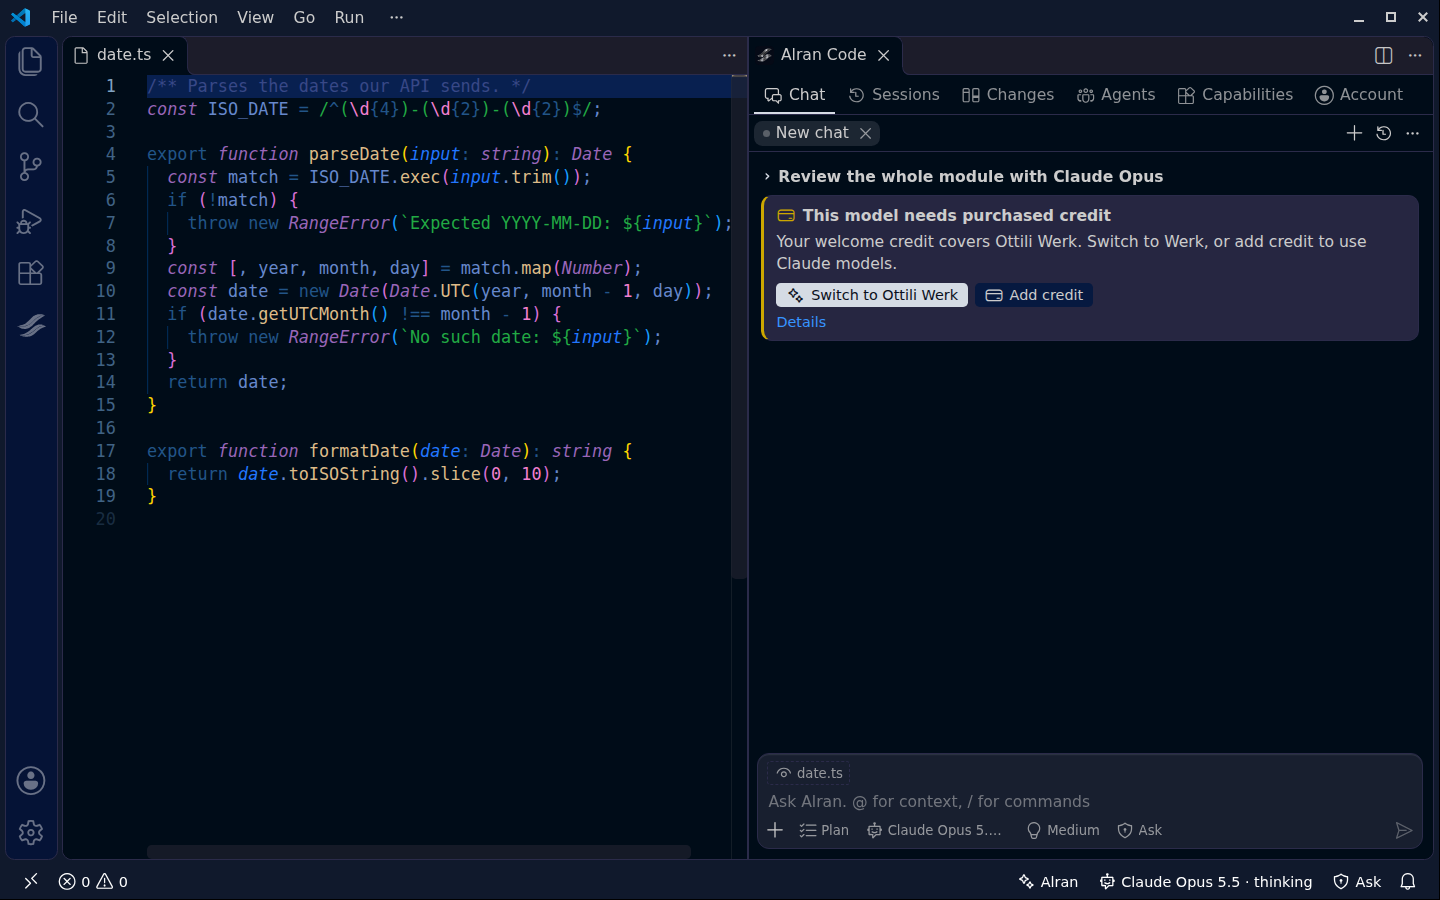 File Edit Selection View Go Run ···
date.ts
Alran Code
Chat Sessions Changes Agents Capabilities Account
New chat
1 /** Parses the dates our API sends. */
2 const ISO_DATE = /^(\d{4})-(\d{2})-(\d{2})$/;
3
4 export function parseDate(input: string): Date {
5 const match = ISO_DATE.exec(input.trim());
6 if (!match) {
7 throw new RangeError(`Expected YYYY-MM-DD: ${input}`);
8 }
9 const [, year, month, day] = match.map(Number);
10 const date = new Date(Date.UTC(year, month - 1, day));
11 if (date.getUTCMonth() !== month - 1) {
12 throw new RangeError(`No such date: ${input}`);
13 }
14 return date;
15 }
16
17 export function formatDate(date: Date): string {
18 return date.toISOString().slice(0, 10);
19 }
20
› Review the whole module with Claude Opus
This model needs purchased credit
Your welcome credit covers Ottili Werk. Switch to Werk, or add credit to use
Claude models.
Switch to Ottili Werk Add credit
Details
date.ts
Ask Alran. @ for context, / for commands
Plan Claude Opus 5.... Medium Ask
0 0 Alran Claude Opus 5.5 · thinking Ask